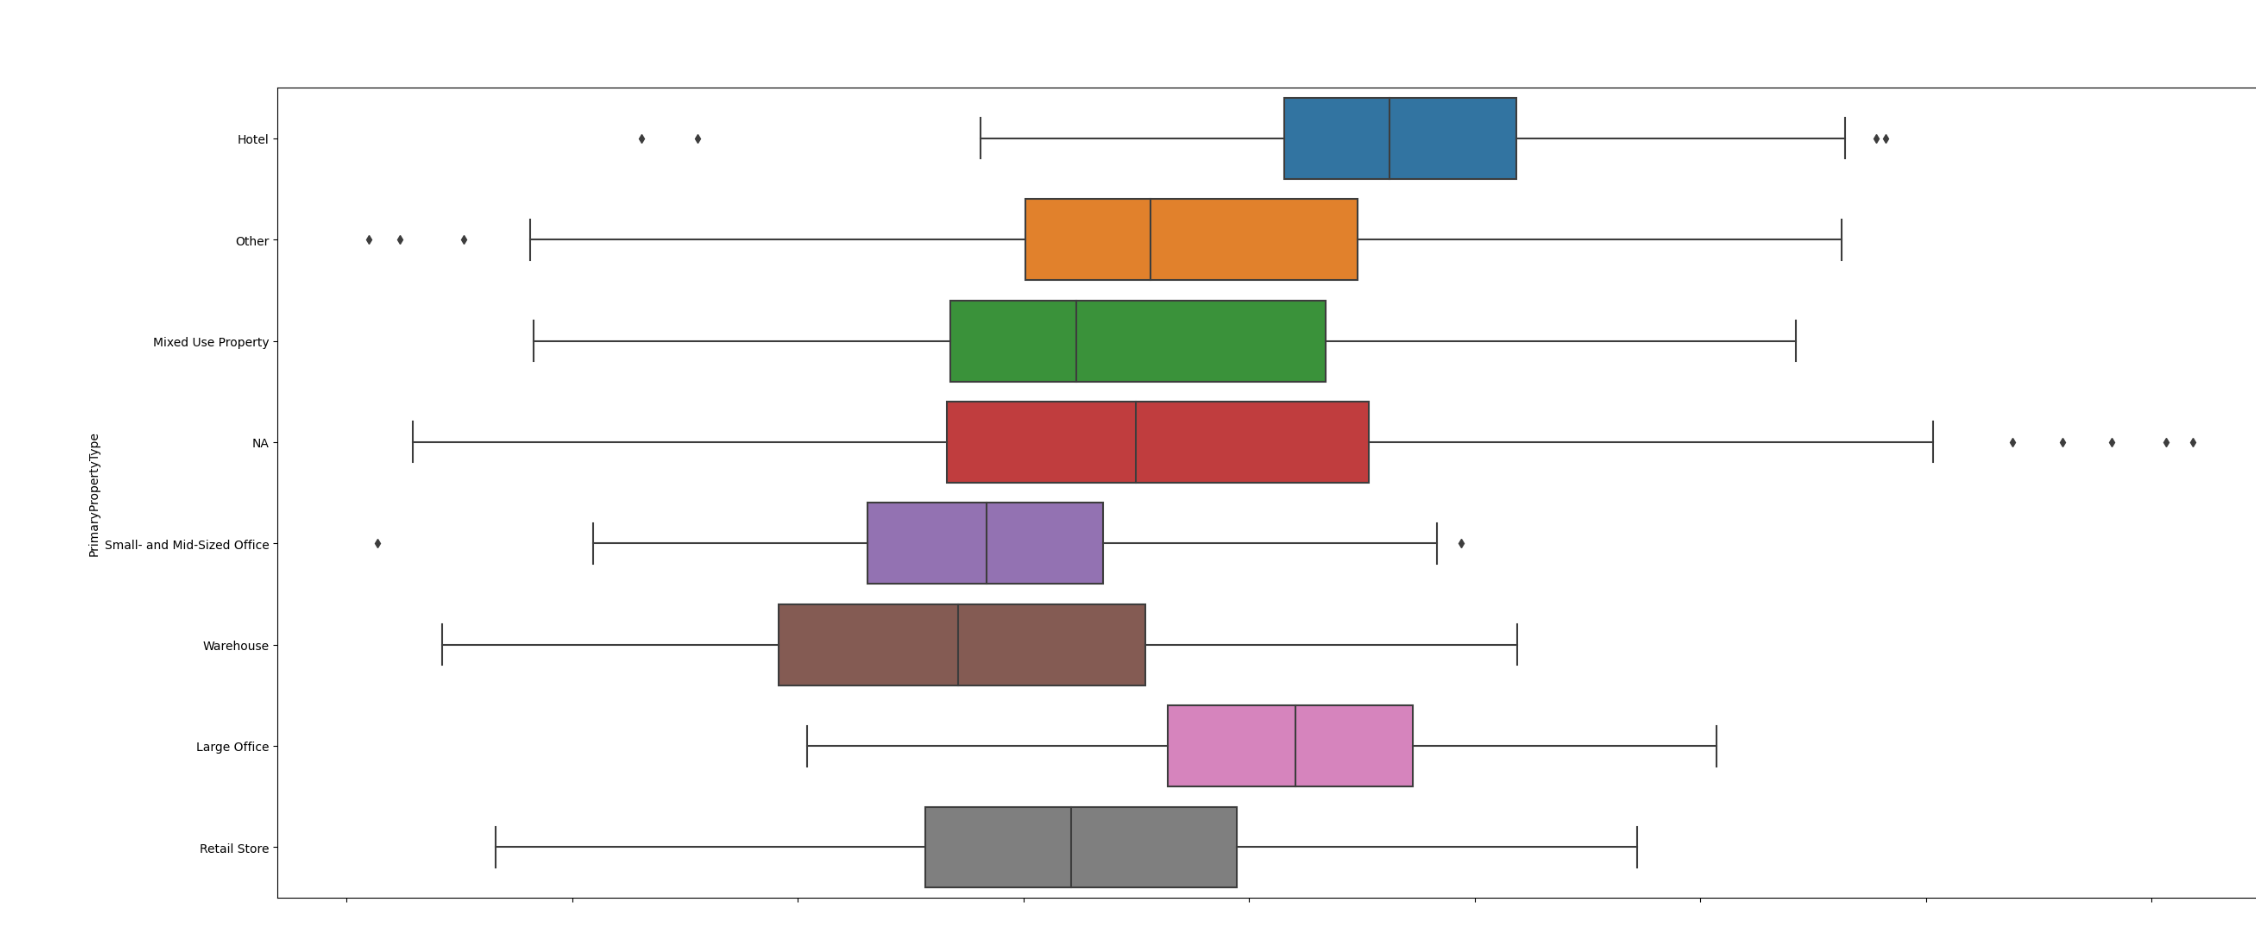 Hotel
Other
Mixed Use Property
NA
PrimaryPropertyType
Small- and Mid-Sized Office
Warehouse
Large Office
Retail Store